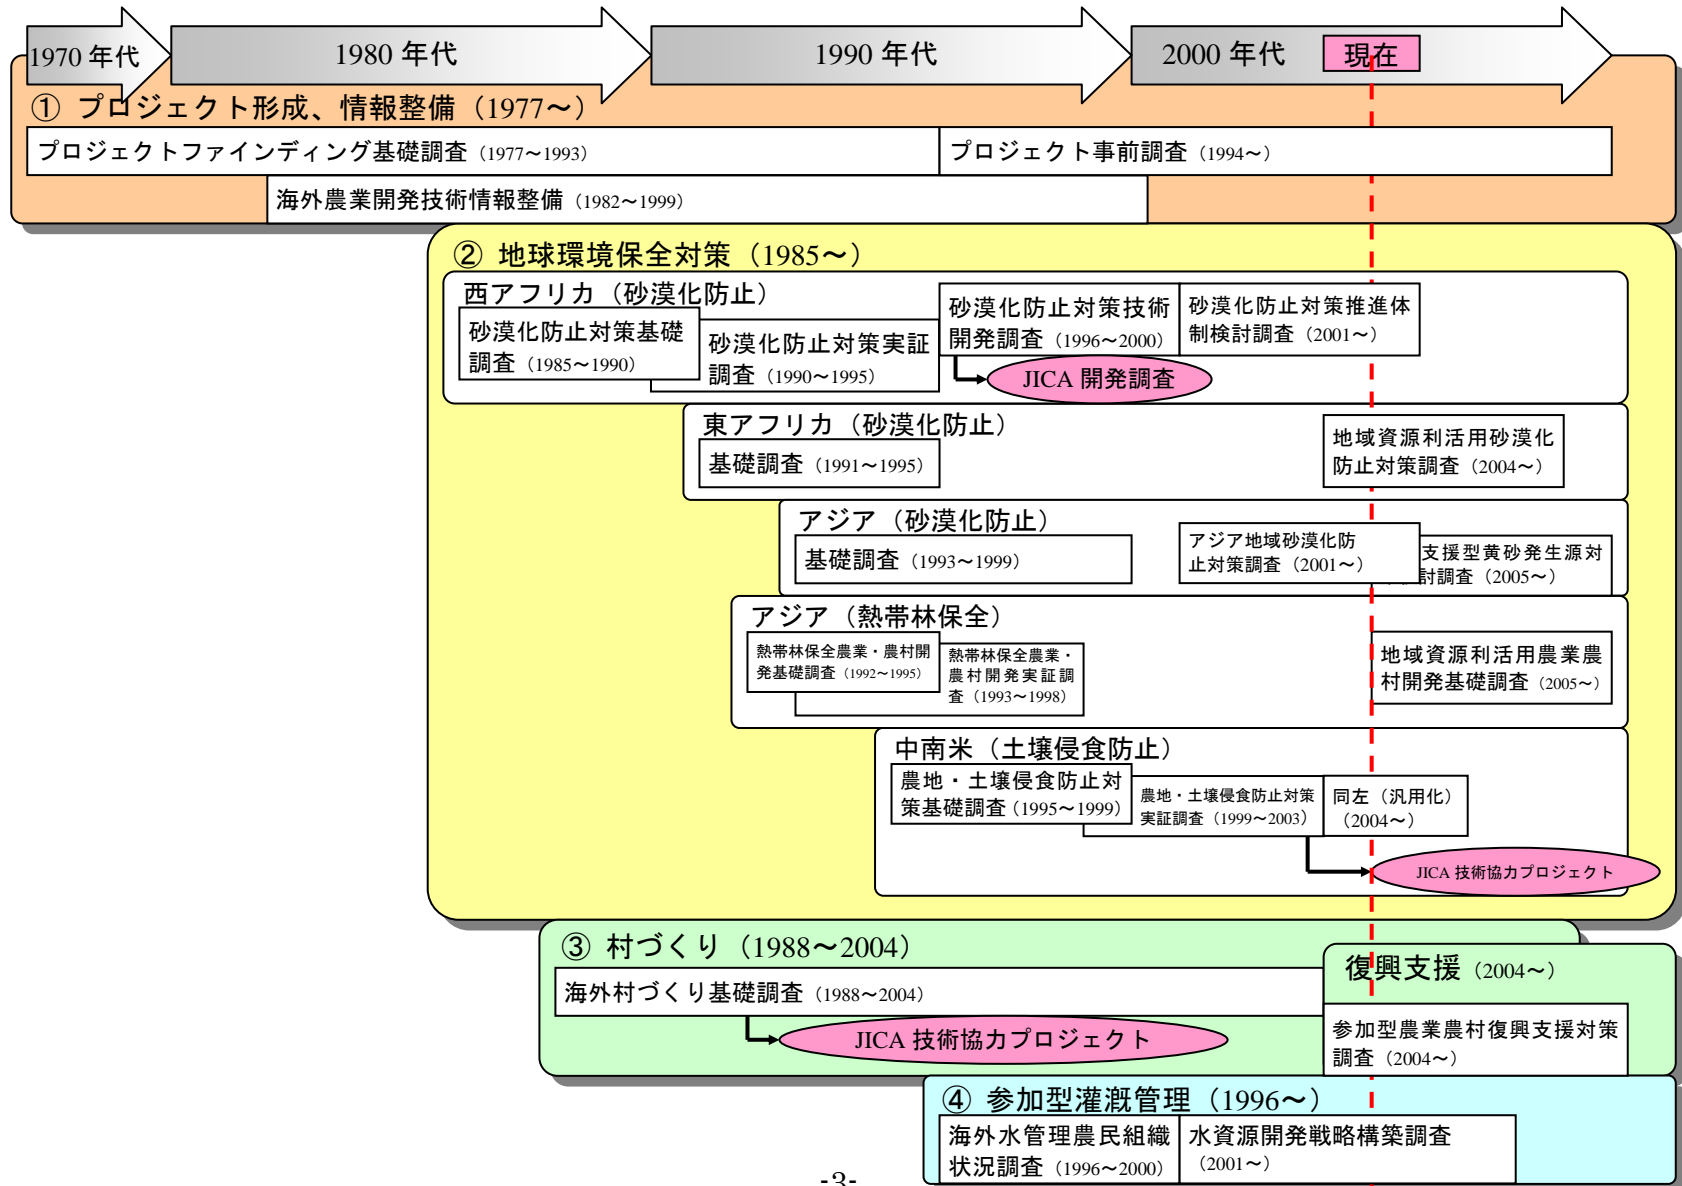 1970 年代
1980 年代
1990 年代
2000 年代
現在
① プロジェクト形成、情報整備（1977～）
プロジェクトファインディング基礎調査（1977～1993）
プロジェクト事前調査（1994～）
海外農業開発技術情報整備（1982～1999）
② 地球環境保全対策（1985～）
西アフリカ（砂漠化防止）
砂漠化防止対策基礎
調査（1985～1990）
砂漠化防止対策実証
調査（1990～1995）
砂漠化防止対策技術
開発調査（1996～2000）
砂漠化防止対策推進体
制検討調査（2001～）
JICA 開発調査
東アフリカ（砂漠化防止）
基礎調査（1991～1995）
地域資源利活用砂漠化
防止対策調査（2004～）
アジア（砂漠化防止）
基礎調査（1993～1999）
アジア地域砂漠化防
止対策調査（2001～）
支援型黄砂発生源対
討調査（2005～）
アジア（熱帯林保全）
熱帯林保全農業・農村開
発基礎調査（1992～1995）
熱帯林保全農業・
農村開発実証調
査（1993～1998）
地域資源利活用農業農
村開発基礎調査（2005～）
中南米（土壌侵食防止）
農地・土壌侵食防止対
策基礎調査（1995～1999）
農地・土壌侵食防止対策
実証調査（1999～2003）
同左（汎用化）
（2004～）
JICA 技術協力プロジェクト
③ 村づくり（1988～2004）
海外村づくり基礎調査（1988～2004）
JICA 技術協力プロジェクト
復興支援（2004～）
参加型農業農村復興支援対策
調査（2004～）
④ 参加型灌漑管理（1996～）
海外水管理農民組織
状況調査（1996～2000）
水資源開発戦略構築調査
（2001～）
-3-